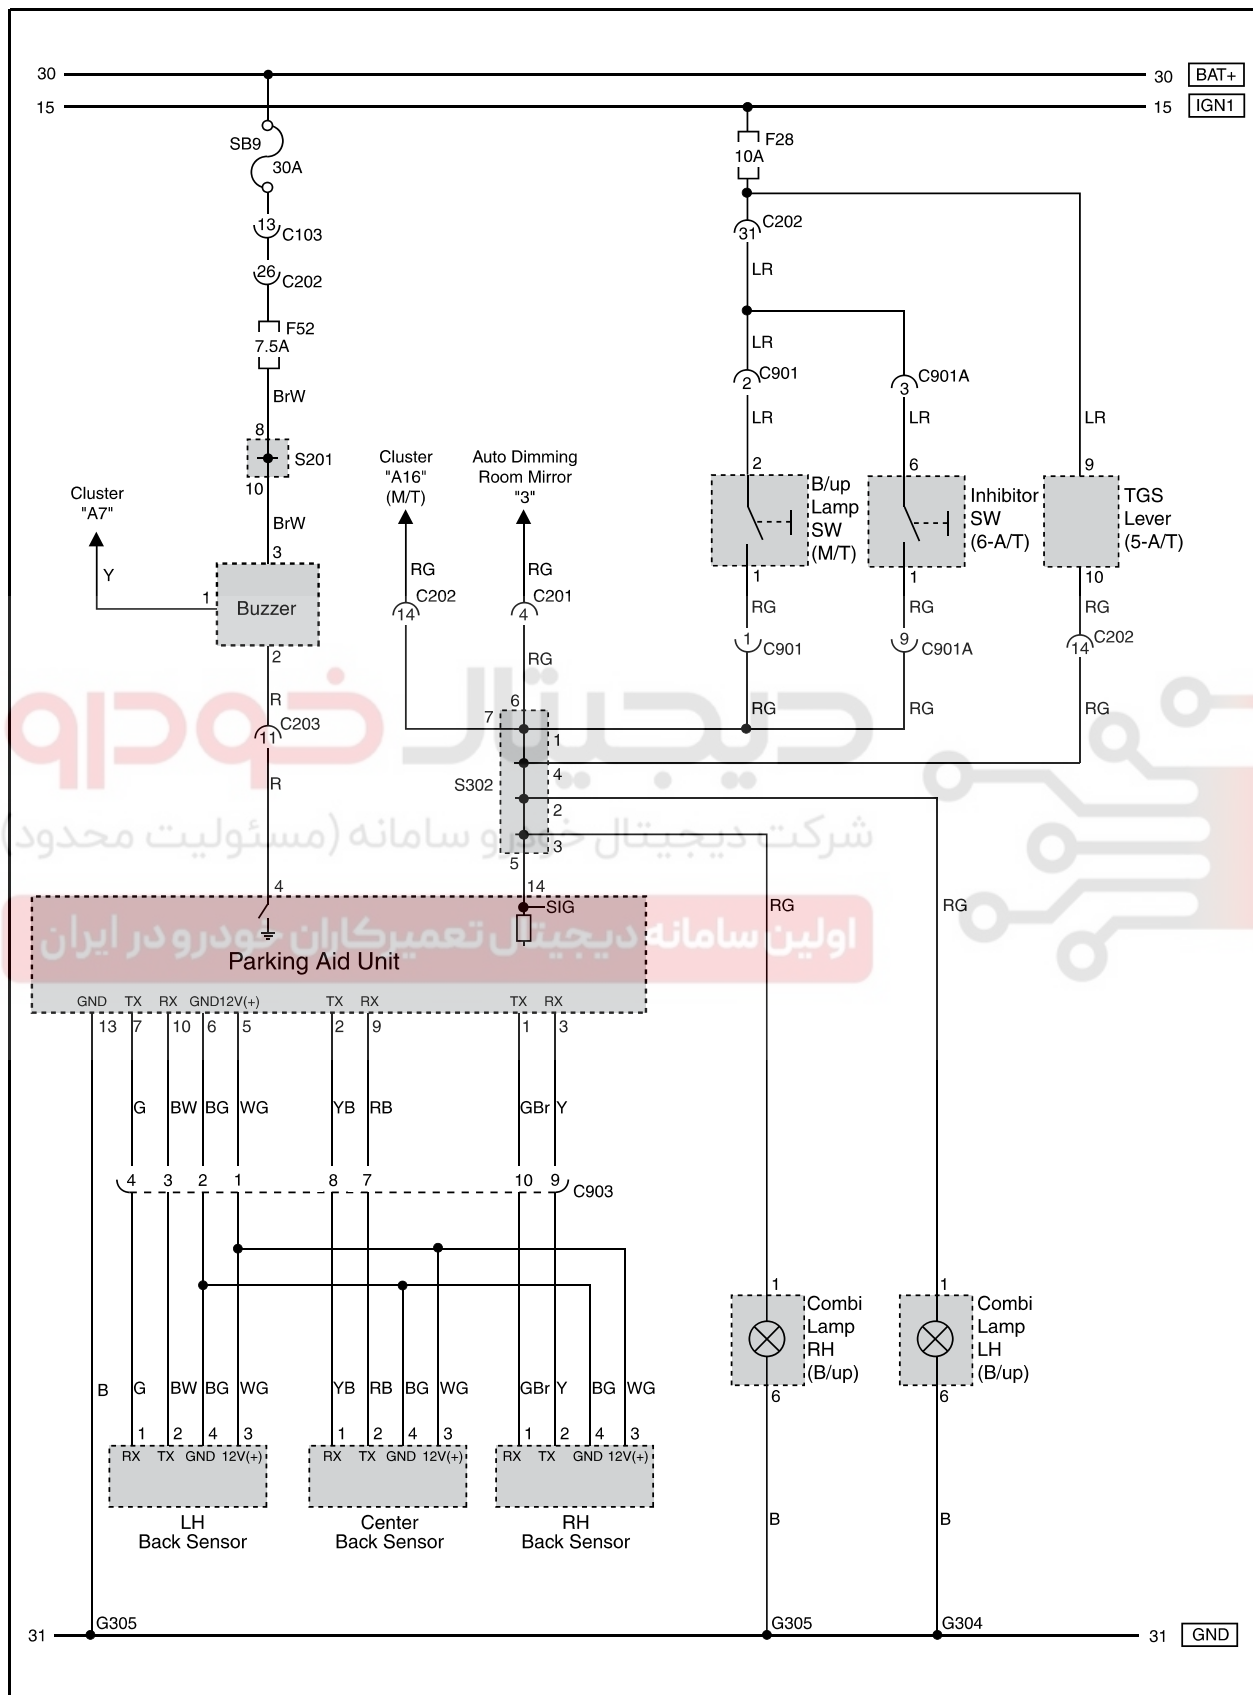 30
30 BAT+
15
15 IGN1
SB9
30A
F28
10A
13 C103
31 C202
26 C202
LR
F52
7.5A
LR
2 C901
3 C901A
BrW
LR
LR
LR
8
S201
10
Cluster
"A16"
(M/T)
Auto Dimming
Room Mirror
"3"
2
B/up
Lamp
SW
(M/T)
1
6
Inhibitor
SW
(6-A/T)
1
9
TGS
Lever
(5-A/T)
10
Cluster
"A7"
BrW
Y
3
1
Buzzer
2
RG
RG
C202
14
C201
4
RG
RG
RG
RG
1 C901
9 C901A
C202
14
R
C203
11
R
RG
RG
RG
6
7
1
4
S302
2
3
5
دیجیتال خودرو
شرکت دیجیتال خودرو سامانه (مسئولیت محدود)
اولین سامانه دیجیتال تعمیرکاران خودرو در ایران
4
14
SIG
RG
RG
Parking Aid Unit
GND TX RX GND 12V(+) TX RX TX RX
13 7 10 6 5 2 9 1 3
G BW BG WG YB RB GBr Y
4 3 2 1 8 7 10 9 C903
1
Combi
Lamp
RH
(B/up)
6
1
Combi
Lamp
LH
(B/up)
6
B G BW BG WG YB RB BG WG GBr Y BG WG
1 2 4 3 1 2 4 3 1 2 4 3
RX TX GND 12V(+) RX TX GND 12V(+) RX TX GND 12V(+)
LH
Back Sensor
Center
Back Sensor
RH
Back Sensor
B
B
G305
G305
G304
31
31 GND